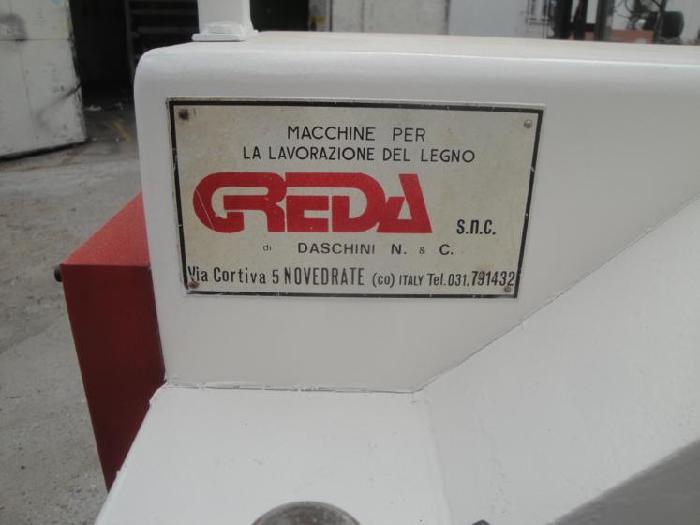 MACCHINE PER
LA LAVORAZIONE DEL LEGNO
GREDA s.n.c.
di DASCHINI N. & C.
Via Cortiva 5 NOVEDRATE (CO) ITALY Tel.031.791432